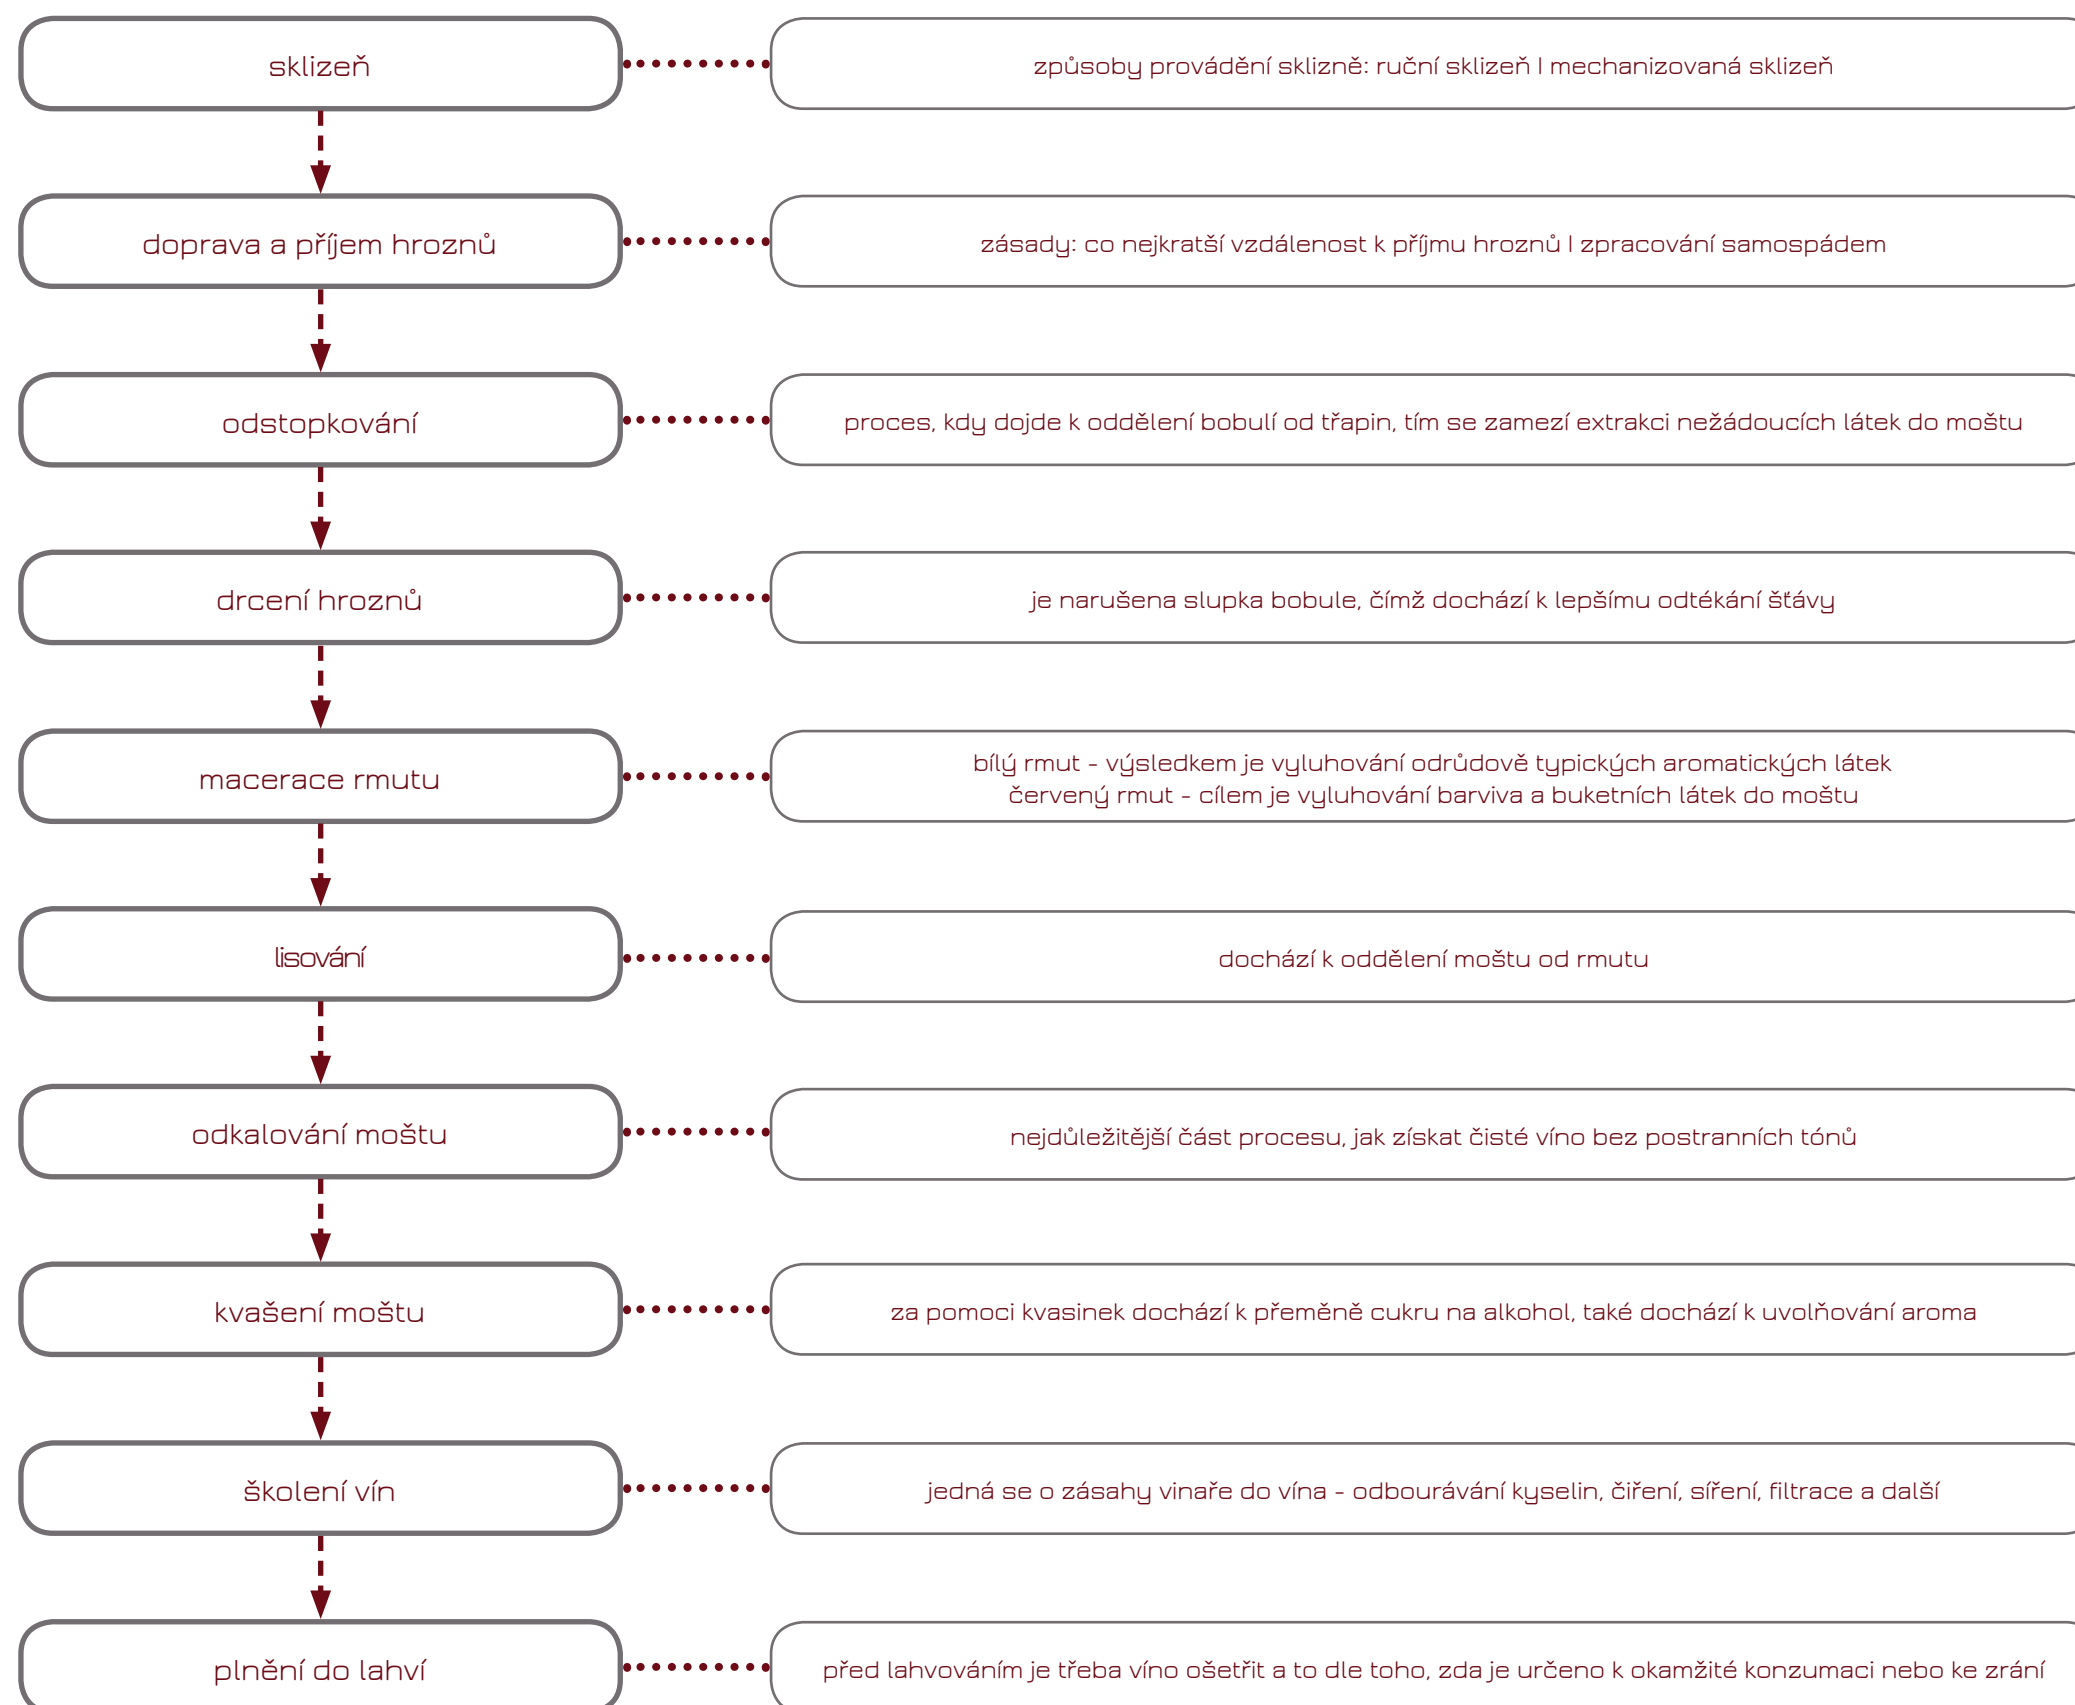 sklizeň
způsoby provádění sklizně: ruční sklizeň | mechanizovaná sklizeň
doprava a příjem hroznů
zásady: co nejkratší vzdálenost k příjmu hroznů | zpracování samospádem
odstopkování
proces, kdy dojde k oddělení bobulí od třapin, tím se zamezí extrakci nežádoucích látek do moštu
drcení hroznů
je narušena slupka bobule, čímž dochází k lepšímu odtékání šťávy
macerace rmutu
bílý rmut - výsledkem je vyluhování odrůdově typických aromatických látek
červený rmut - cílem je vyluhování barviva a buketních látek do moštu
lisování
dochází k oddělení moštu od rmutu
odkalování moštu
nejdůležitější část procesu, jak získat čisté víno bez postranních tónů
kvašení moštu
za pomoci kvasinek dochází k přeměně cukru na alkohol, také dochází k uvolňování aroma
školení vín
jedná se o zásahy vinaře do vína - odbourávání kyselin, čiření, síření, filtrace a další
plnění do lahví
před lahvováním je třeba víno ošetřit a to dle toho, zda je určeno k okamžité konzumaci nebo ke zrání